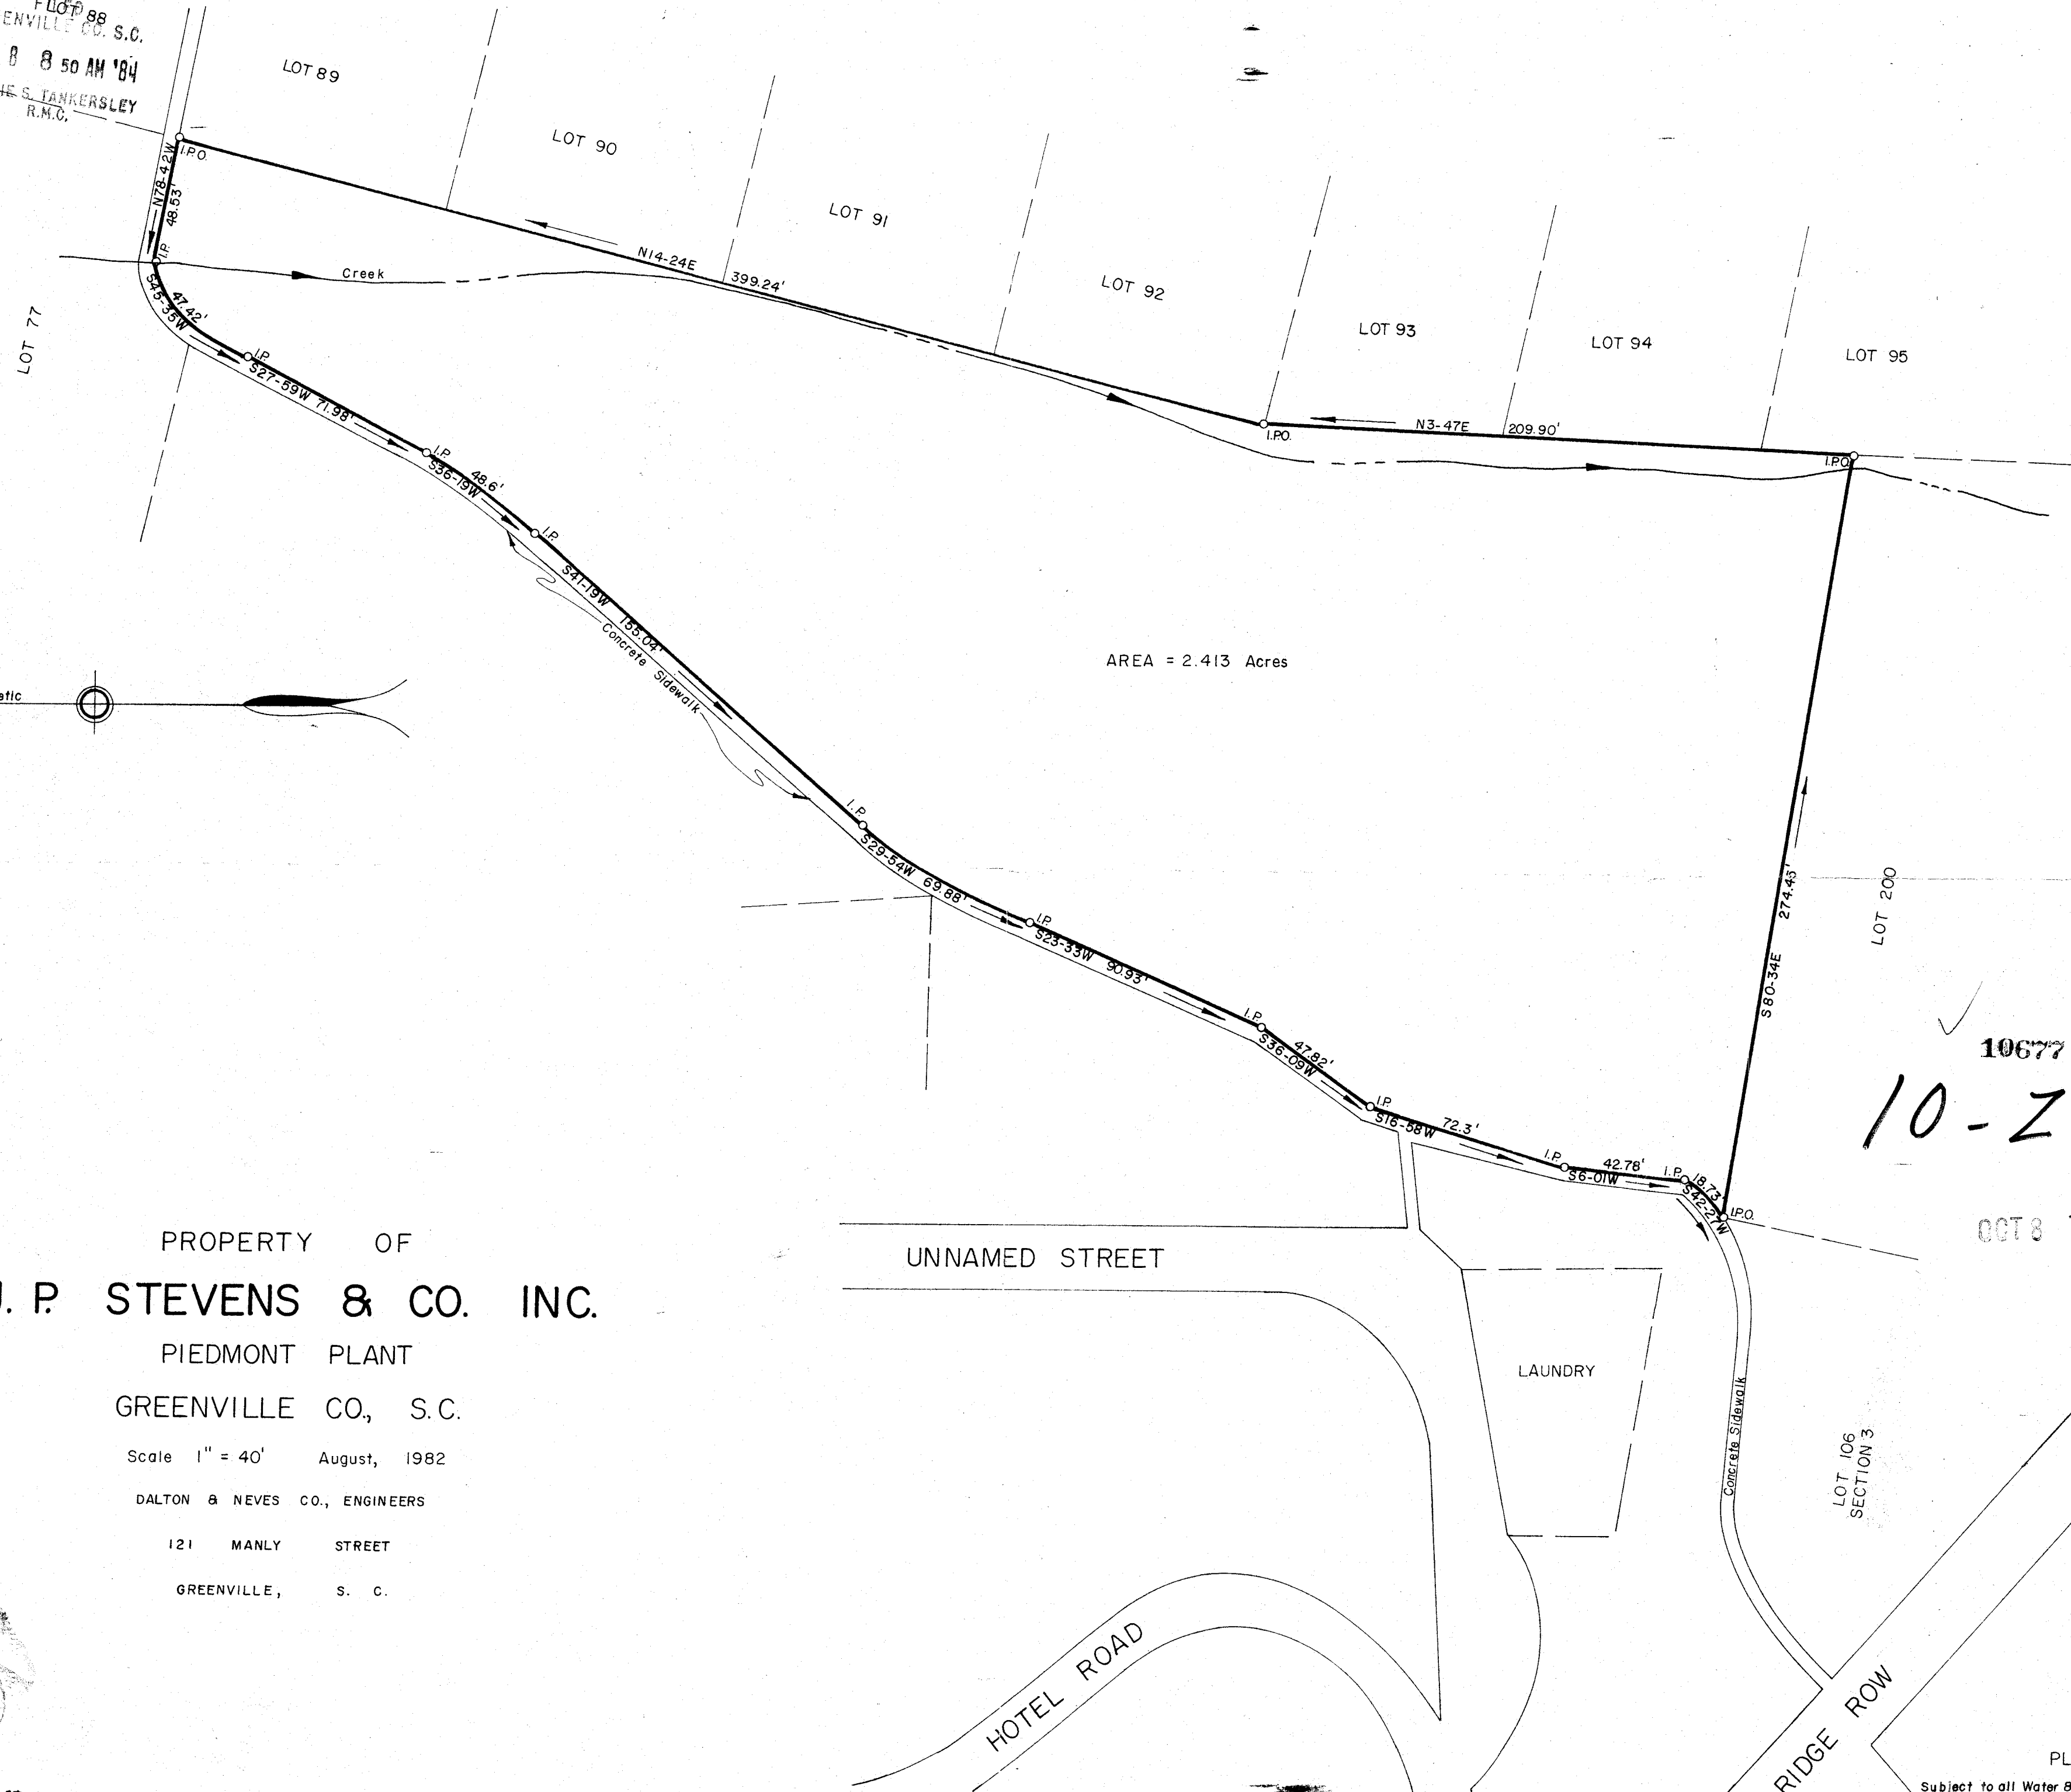 LOT 88
ENVILLE CO. S.C.
8 8 50 AM '84
IE S. TANKERSLEY
R.M.C.
LOT 89
LOT 90
LOT 91
LOT 92
LOT 93
LOT 94
LOT 95
LOT 77
I.P.O.
N78-42W
48.53'
I.P.
S45-35W
47.42'
Creek
N14-24E
399.24'
I.P.
S27-59W 71.98'
I.P.
S36-19W
48.6'
I.P.
S41-19W 155.04'
Concrete Sidewalk
I.P.O.
N3-47E 209.90'
I.P.O.
AREA = 2.413 Acres
I.P.
S29-54W 69.88'
I.P.
S23-33W 90.93'
I.P.
S36-09W
47.82'
I.P.
S16-58W
72.3'
I.P.
S6-01W
42.78'
I.P.
S42-27W
18.73'
I.P.O.
S80-34E 274.45'
LOT 200
10677
10-Z
OCT 8
PROPERTY OF
J. P. STEVENS & CO. INC.
PIEDMONT PLANT
GREENVILLE CO., S.C.
Scale 1" = 40' August, 1982
DALTON & NEVES CO., ENGINEERS
121 MANLY STREET
GREENVILLE, S. C.
UNNAMED STREET
LAUNDRY
Concrete Sidewalk
LOT 106
SECTION 3
HOTEL ROAD
RIDGE ROW
PL
Subject to all Water &